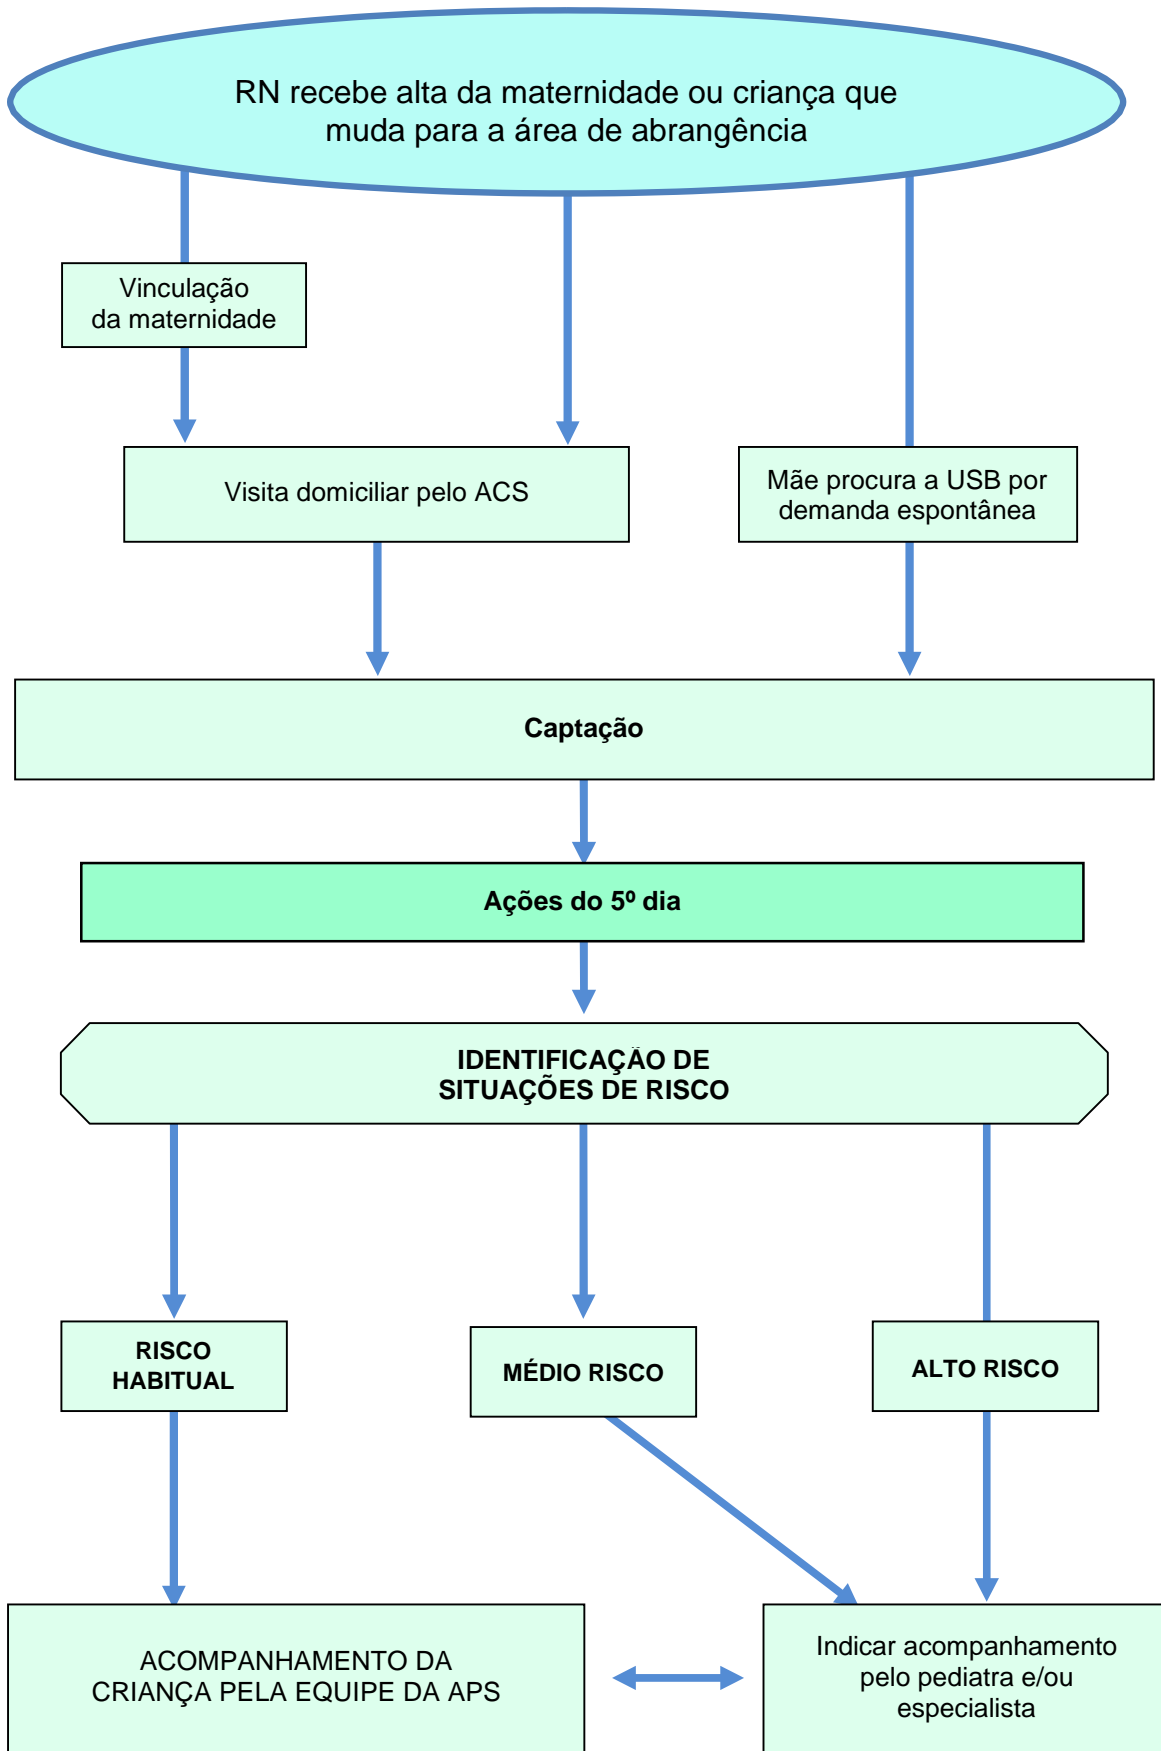 RN recebe alta da maternidade ou criança que
muda para a área de abrangência
Vinculação
da maternidade
Visita domiciliar pelo ACS
Mãe procura a USB por
demanda espontânea
Captação
Ações do 5º dia
IDENTIFICAÇÃO DE
SITUAÇÕES DE RISCO
RISCO
HABITUAL
MÉDIO RISCO
ALTO RISCO
ACOMPANHAMENTO DA
CRIANÇA PELA EQUIPE DA APS
Indicar acompanhamento
pelo pediatra e/ou
especialista